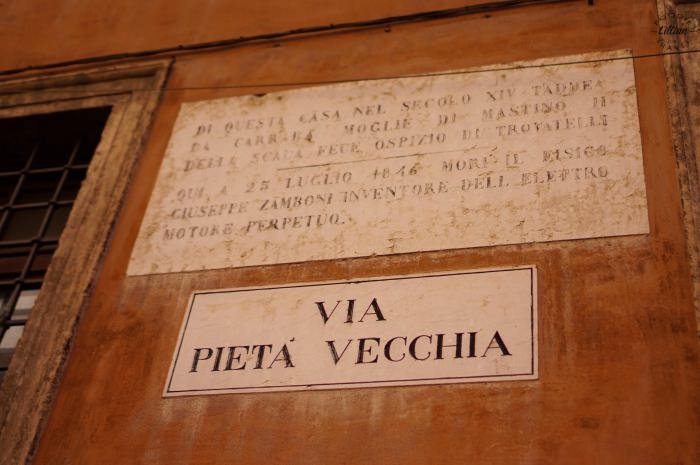 DI QUESTA CASA NEL SECOLO XIV TADDEA
DA CARRARA MOGLIE DI MASTINO II
DELLA SCALA FECE OSPIZIO DI TROVATELLI
QUI, A 25 LUGLIO 1846 MORÌ IL FISICO
GIUSEPPE ZAMBONI INVENTORE DELL ELETTRO
MOTORE PERPETUO.
VIA
PIETÁ VECCHIA
Lillian